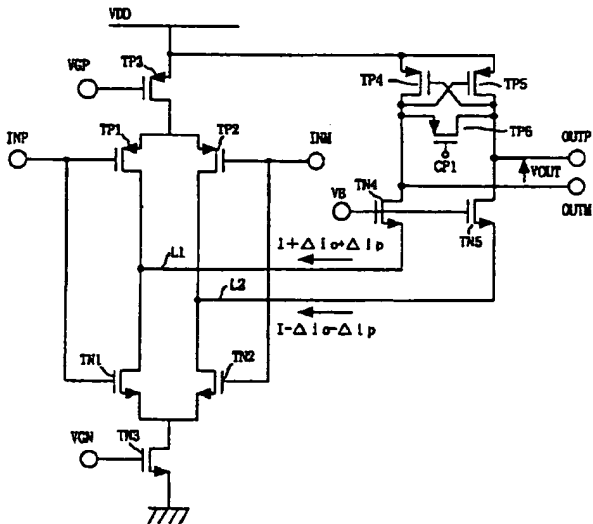 VDD
TP3
VGP
TP4
TP5
INP
TP1
TP2
INM
TP6
CP1
OUTP
VOUT
OUTM
VB
TN4
TN5
I+Δio+Δip
L1
L2
I-Δio-Δip
TN1
TN2
VGN
TN3